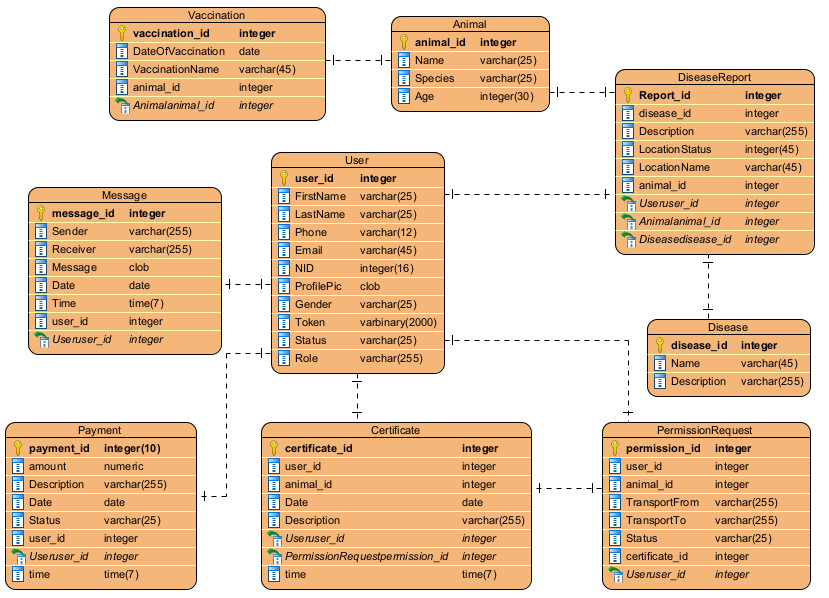 Vaccination
vaccination_id integer
DateOfVaccination date
VaccinationName varchar(45)
animal_id integer
Animalanimal_id integer
Animal
animal_id integer
Name varchar(25)
Species varchar(25)
Age integer(30)
DiseaseReport
Report_id integer
disease_id integer
Description varchar(255)
LocationStatus integer(45)
LocationName varchar(45)
animal_id integer
Useruser_id integer
Animalanimal_id integer
Diseasedisease_id integer
User
user_id integer
FirstName varchar(25)
LastName varchar(25)
Phone varchar(12)
Email varchar(45)
NID integer(16)
ProfilePic clob
Gender varchar(25)
Token varbinary(2000)
Status varchar(25)
Role varchar(255)
Message
message_id integer
Sender varchar(255)
Receiver varchar(255)
Message clob
Date date
Time time(7)
user_id integer
Useruser_id integer
Disease
disease_id integer
Name varchar(45)
Description varchar(255)
Payment
payment_id integer(10)
amount numeric
Description varchar(255)
Date date
Status varchar(25)
user_id integer
Useruser_id integer
time time(7)
Certificate
certificate_id integer
user_id integer
animal_id integer
Date date
Description varchar(255)
Useruser_id integer
PermissionRequestpermission_id integer
time time(7)
PermissionRequest
permission_id integer
user_id integer
animal_id integer
TransportFrom varchar(255)
TransportTo varchar(255)
Status varchar(25)
certificate_id integer
Useruser_id integer